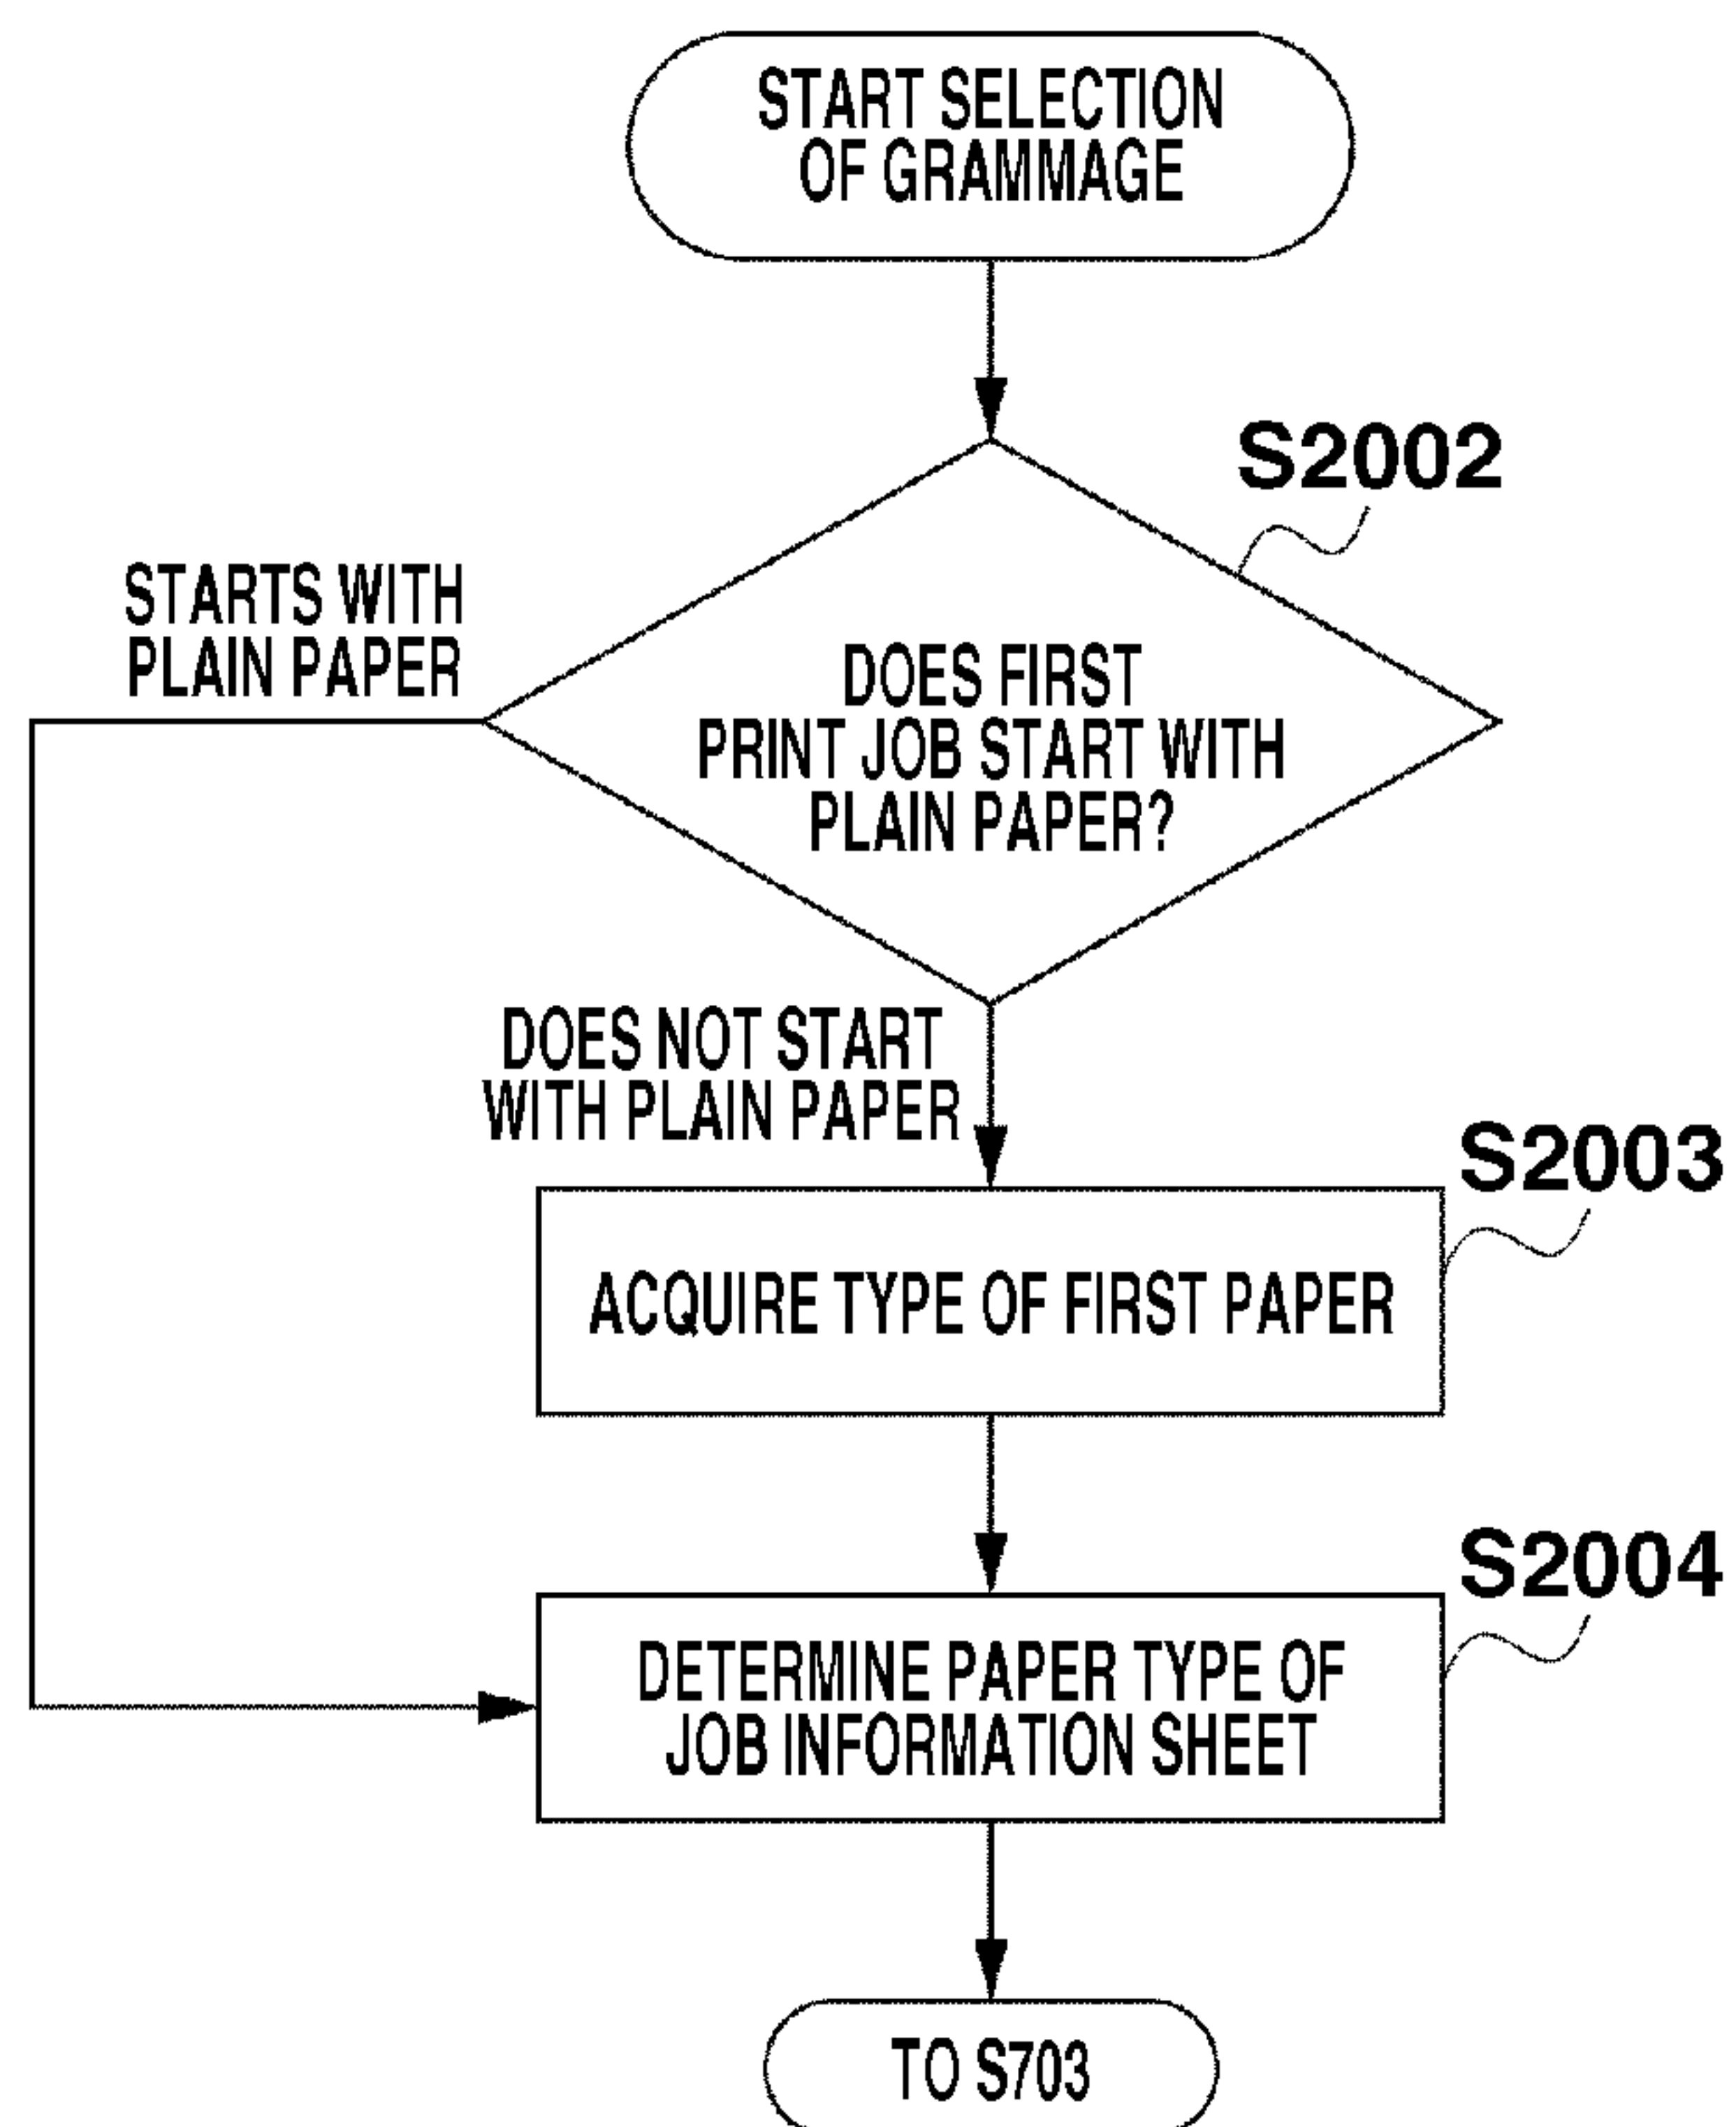 START SELECTION
OF GRAMMAGE
S2002
STARTS WITH
PLAIN PAPER
DOES FIRST
PRINT JOB START WITH
PLAIN PAPER?
DOES NOT START
WITH PLAIN PAPER
S2003
ACQUIRE TYPE OF FIRST PAPER
S2004
DETERMINE PAPER TYPE OF
JOB INFORMATION SHEET
TO S703